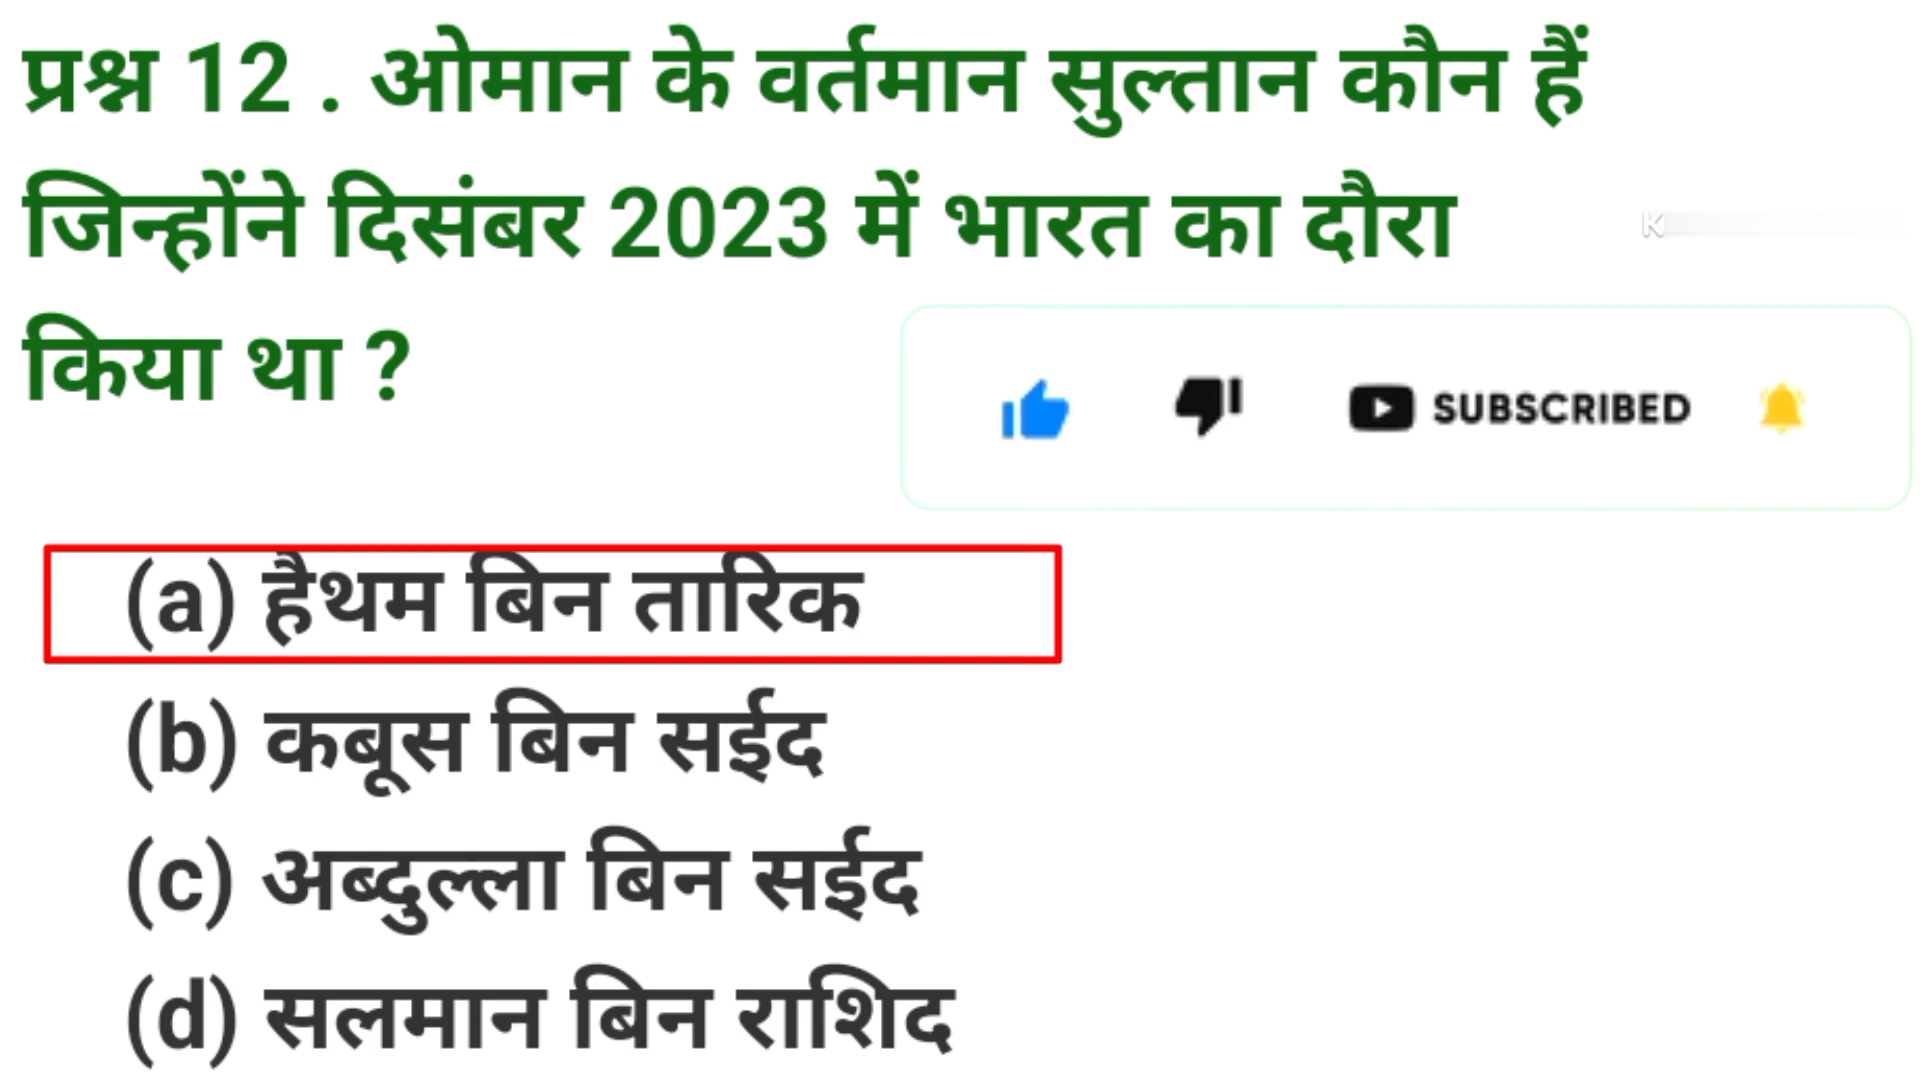 प्रश्न 12 . ओमान के वर्तमान सुल्तान कौन हैं
जिन्होंने दिसंबर 2023 में भारत का दौरा
K
किया था ?
SUBSCRIBED
(a) हैथम बिन तारिक
(b) कबूस बिन सईद
(c) अब्दुल्ला बिन सईद
(d) सलमान बिन राशिद